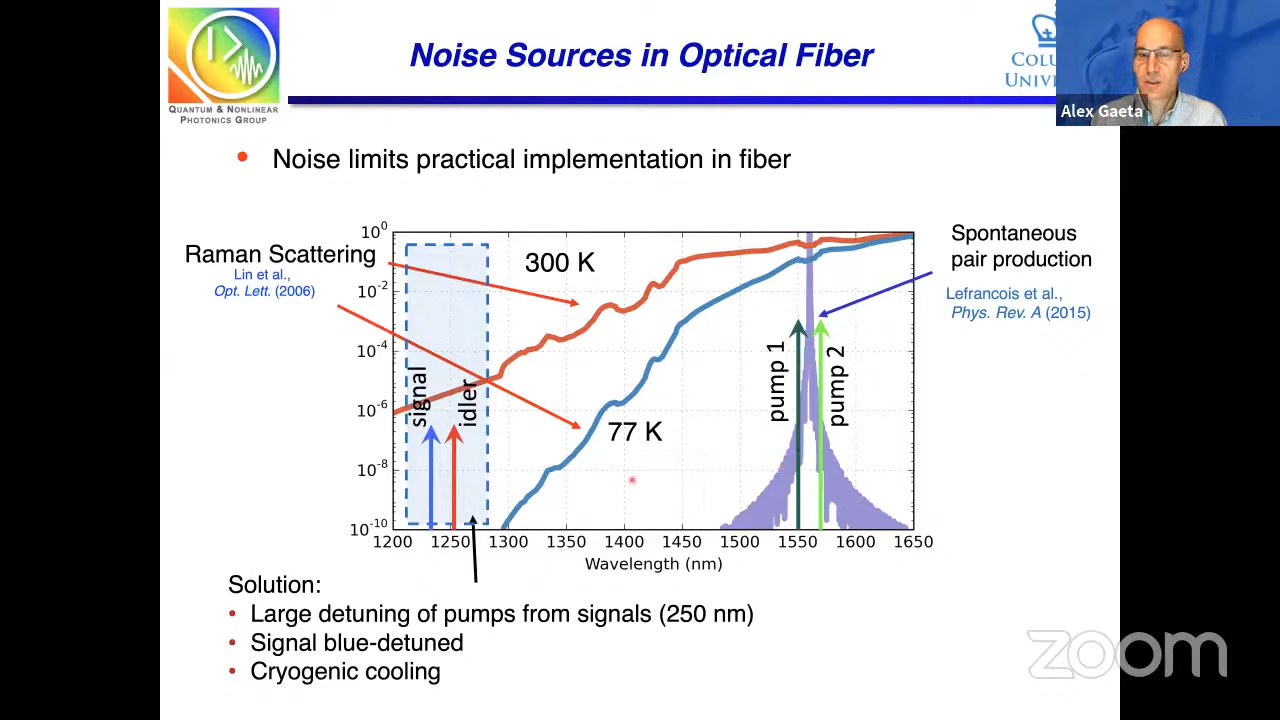 Noise Sources in Optical Fiber
QUANTUM & NONLINEAR
PHOTONICS GROUP
COLU
UNIV
Alex Gaeta
• Noise limits practical implementation in fiber
Raman Scattering
Lin et al.,
Opt. Lett. (2006)
300 K
77 K
Spontaneous
pair production
Lefrancois et al.,
Phys. Rev. A (2015)
10^0
10^-2
10^-4
10^-6
10^-8
10^-10
signal
idler
pump 1
pump 2
1200 1250 1300 1350 1400 1450 1500 1550 1600 1650
Wavelength (nm)
Solution:
• Large detuning of pumps from signals (250 nm)
• Signal blue-detuned
• Cryogenic cooling
zoom